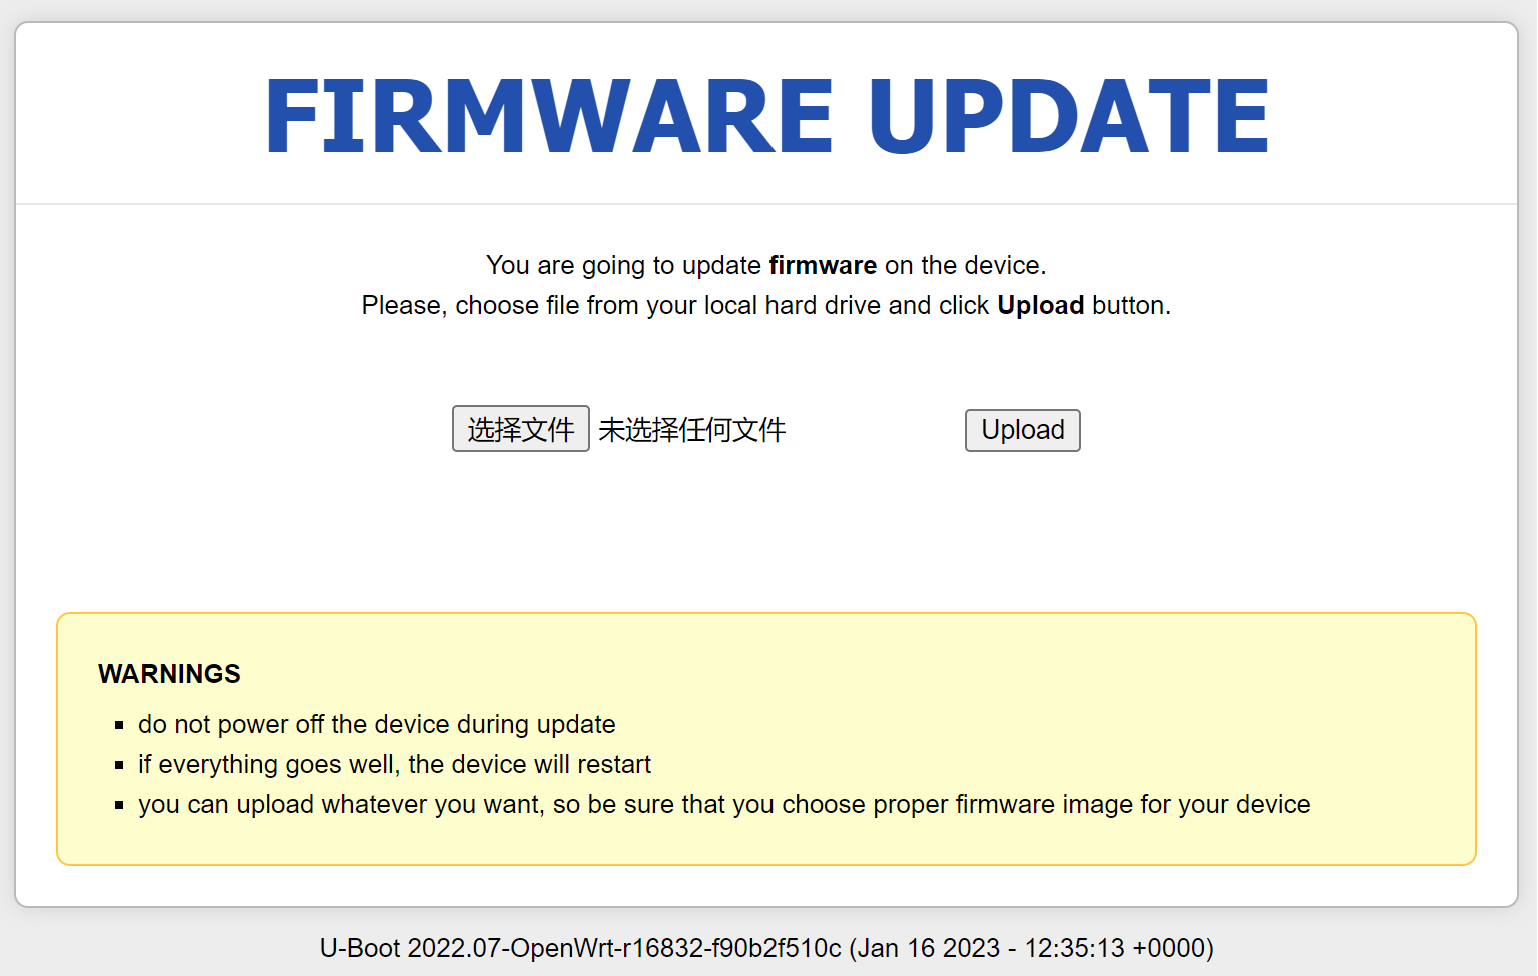 FIRMWARE UPDATE
You are going to update firmware on the device.
Please, choose file from your local hard drive and click Upload button.
选择文件 未选择任何文件 Upload
WARNINGS
do not power off the device during update
if everything goes well, the device will restart
you can upload whatever you want, so be sure that you choose proper firmware image for your device
U-Boot 2022.07-OpenWrt-r16832-f90b2f510c (Jan 16 2023 - 12:35:13 +0000)